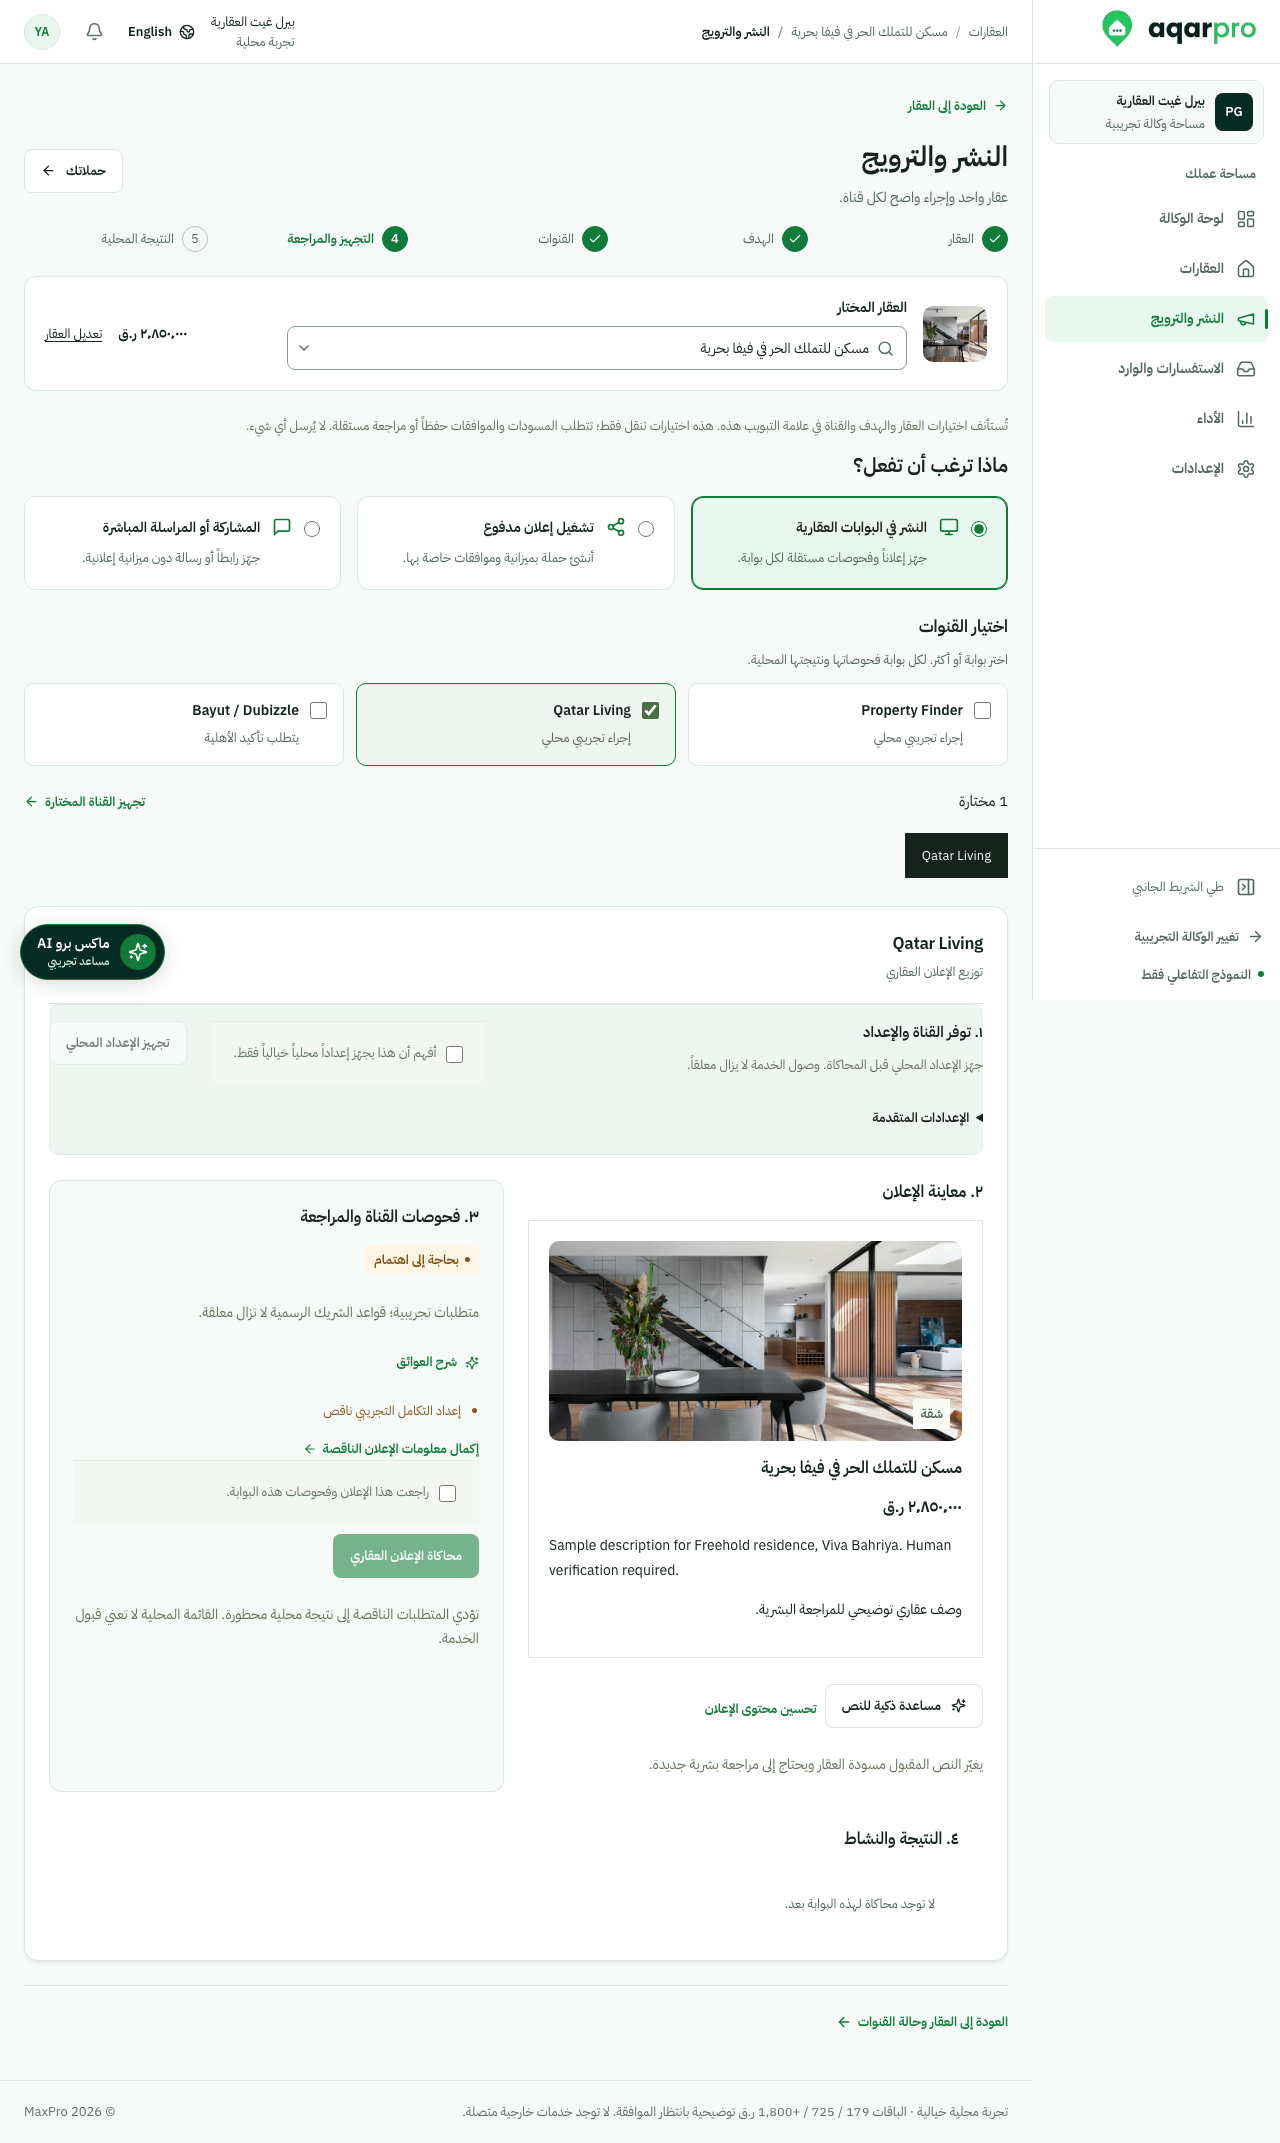 aqarpro
العقارات / مسكن للتملك الحر في فيفا بحرية / النشر والترويج
بيرل غيت العقارية
تجربة محلية
English
YA
PG
بيرل غيت العقارية
مساحة وكالة تجريبية
مساحة عملك
لوحة الوكالة
العقارات
النشر والترويج
الاستفسارات والوارد
الأداء
الإعدادات
طي الشريط الجانبي
تغيير الوكالة التجريبية
النموذج التفاعلي فقط
العودة إلى العقار
النشر والترويج
عقار واحد وإجراء واضح لكل قناة.
حملاتك
العقار
الهدف
القنوات
4 التجهيز والمراجعة
5 النتيجة المحلية
العقار المختار
مسكن للتملك الحر في فيفا بحرية
٢٬٨٥٠٬٠٠٠ ر.ق
تعديل العقار
تُستأنف اختيارات العقار والهدف والقناة في علامة التبويب هذه. هذه اختيارات تنقل فقط؛ تتطلب المسودات والموافقات حفظاً أو مراجعة مستقلة. لا يُرسل أي شيء.
ماذا ترغب أن تفعل؟
النشر في البوابات العقارية
جهّز إعلاناً وفحوصات مستقلة لكل بوابة.
تشغيل إعلان مدفوع
أنشئ حملة بميزانية وموافقات خاصة بها.
المشاركة أو المراسلة المباشرة
جهّز رابطاً أو رسالة دون ميزانية إعلانية.
اختيار القنوات
اختر بوابة أو أكثر. لكل بوابة فحوصاتها ونتيجتها المحلية.
Property Finder
إجراء تجريبي محلي
Qatar Living
إجراء تجريبي محلي
Bayut / Dubizzle
يتطلب تأكيد الأهلية
1 مختارة
تجهيز القناة المختارة
Qatar Living
Qatar Living
توزيع الإعلان العقاري
ماكس برو AI
مساعد تجريبي
١. توفر القناة والإعداد
جهّز الإعداد المحلي قبل المحاكاة. وصول الخدمة لا يزال معلقاً.
أفهم أن هذا يجهّز إعداداً محلياً خيالياً فقط.
تجهيز الإعداد المحلي
الإعدادات المتقدمة
٢. معاينة الإعلان
شقة
مسكن للتملك الحر في فيفا بحرية
٢٬٨٥٠٬٠٠٠ ر.ق
Sample description for Freehold residence, Viva Bahriya. Human
verification required.
وصف عقاري توضيحي للمراجعة البشرية.
مساعدة ذكية للنص
تحسين محتوى الإعلان
يغيّر النص المقبول مسودة العقار ويحتاج إلى مراجعة بشرية جديدة.
٣. فحوصات القناة والمراجعة
بحاجة إلى اهتمام
متطلبات تجريبية؛ قواعد الشريك الرسمية لا تزال معلقة.
شرح العوائق
إعداد التكامل التجريبي ناقص
إكمال معلومات الإعلان الناقصة
راجعت هذا الإعلان وفحوصات هذه البوابة.
محاكاة الإعلان العقاري
تؤدي المتطلبات الناقصة إلى نتيجة محلية محظورة. القائمة المحلية لا تعني قبول
الخدمة.
٤. النتيجة والنشاط
لا توجد محاكاة لهذه البوابة بعد.
العودة إلى العقار وحالة القنوات
تجربة محلية خيالية · الباقات 179 / 725 / +1,800 ر.ق توضيحية بانتظار الموافقة. لا توجد خدمات خارجية متصلة.
© 2026 MaxPro